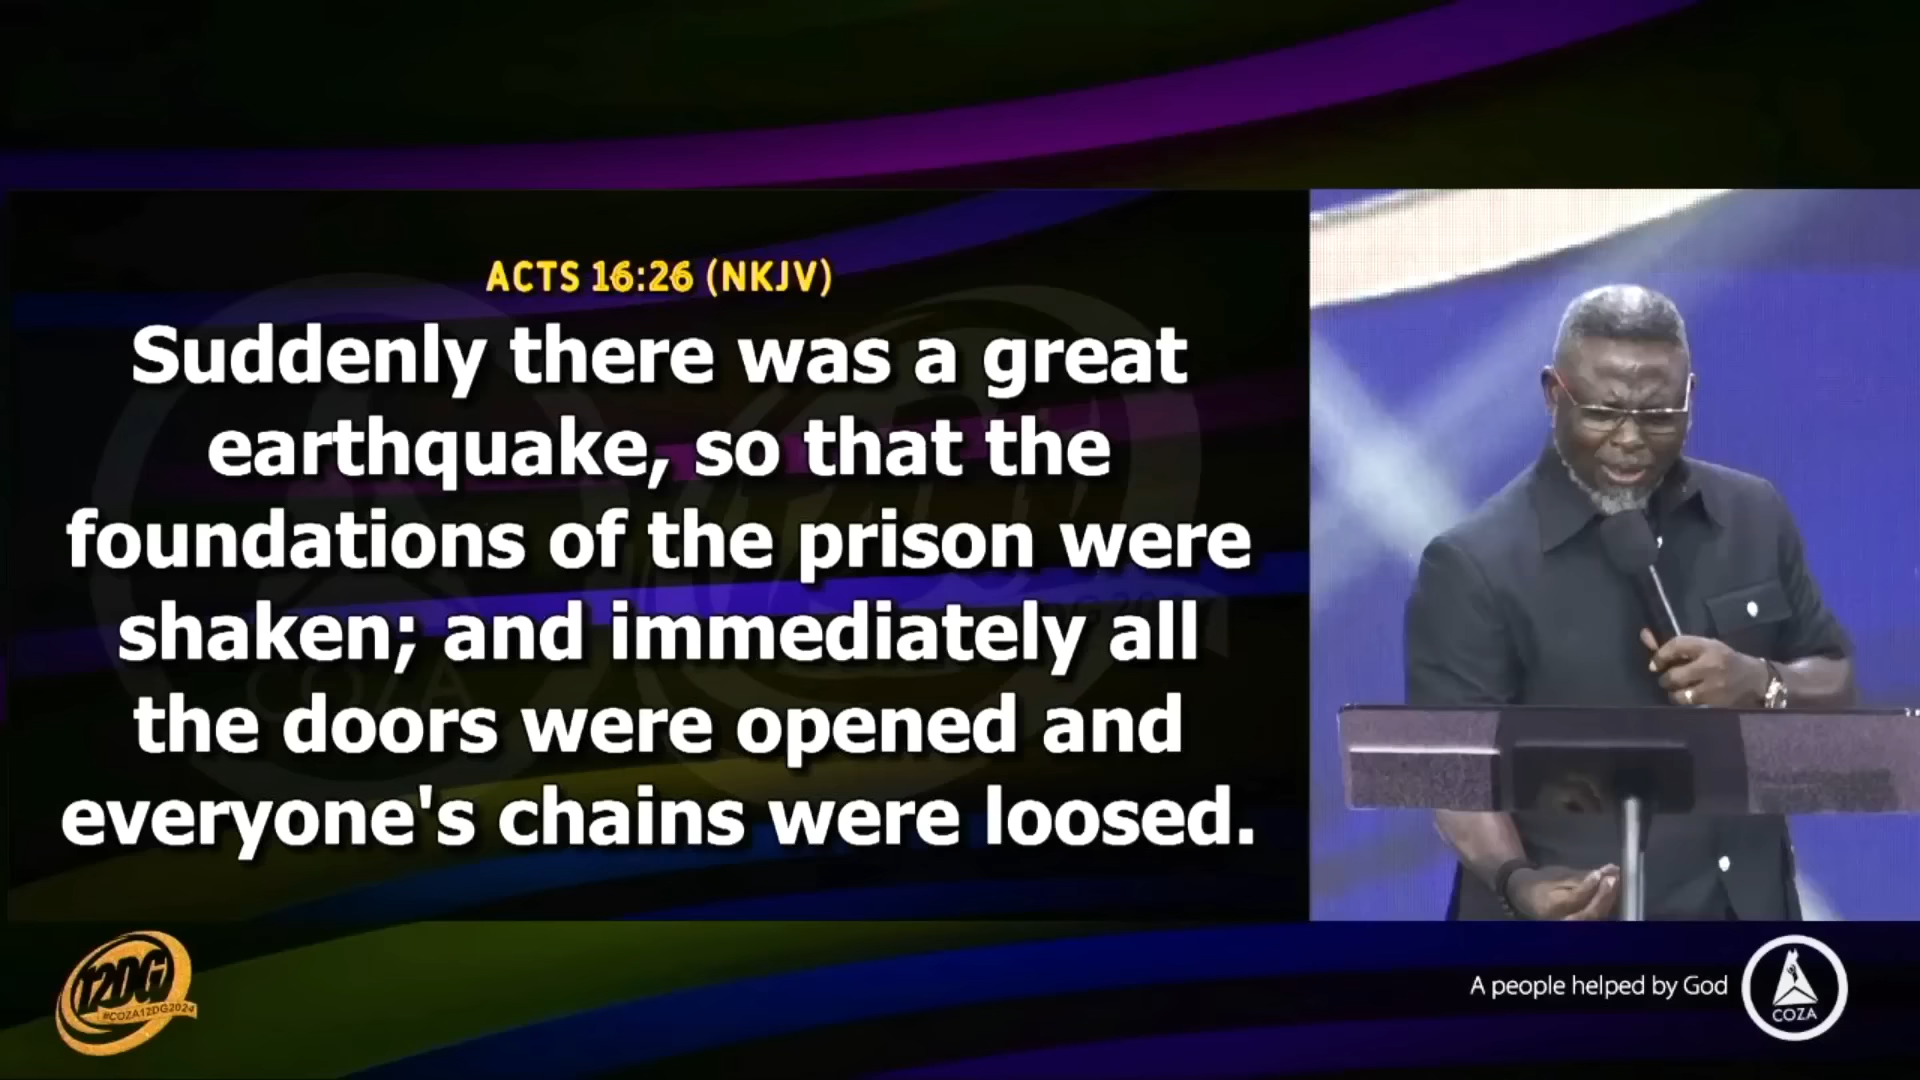 ACTS 16:26 (NKJV)
Suddenly there was a great
earthquake, so that the
foundations of the prison were
shaken; and immediately all
the doors were opened and
everyone's chains were loosed.
12DG
#COZA12DG2024
A people helped by God
COZA